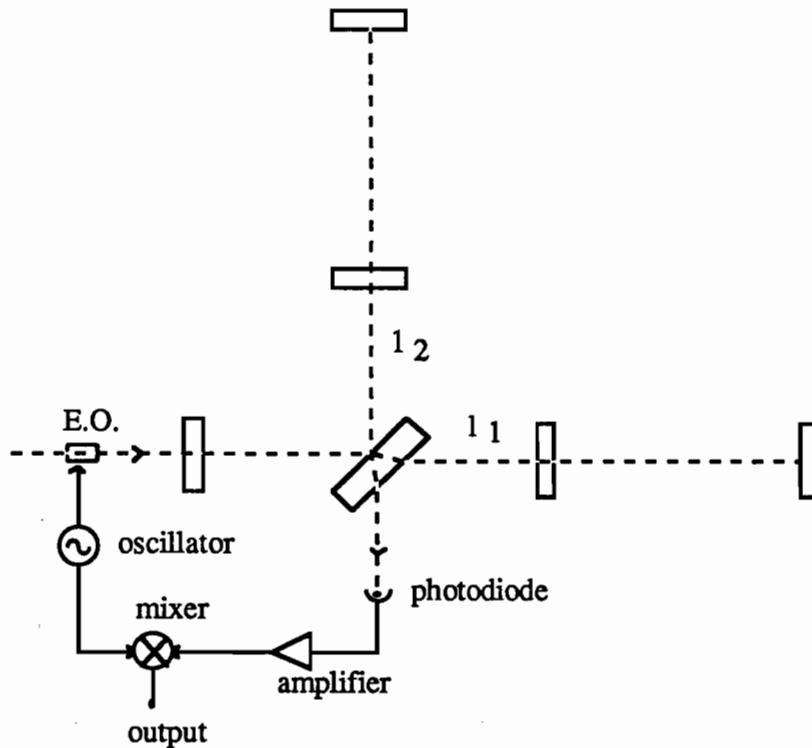 l 2
E.O.
l 1
oscillator
photodiode
mixer
amplifier
output